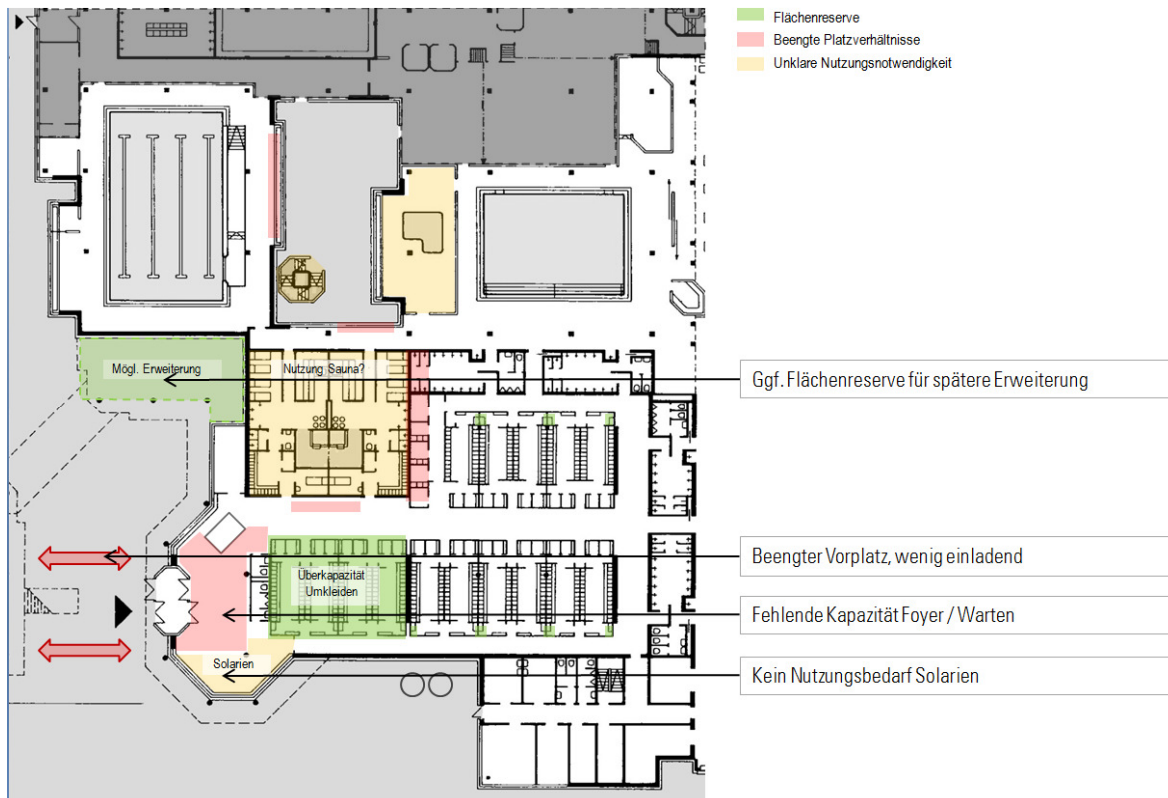 Flächenreserve
Beengte Platzverhältnisse
Unklare Nutzungsnotwendigkeit
Mögl. Erweiterung
Nutzung Sauna?
Ggf. Flächenreserve für spätere Erweiterung
Beengter Vorplatz, wenig einladend
Überkapazität
Umkleiden
Fehlende Kapazität Foyer / Warten
Solarien
Kein Nutzungsbedarf Solarien